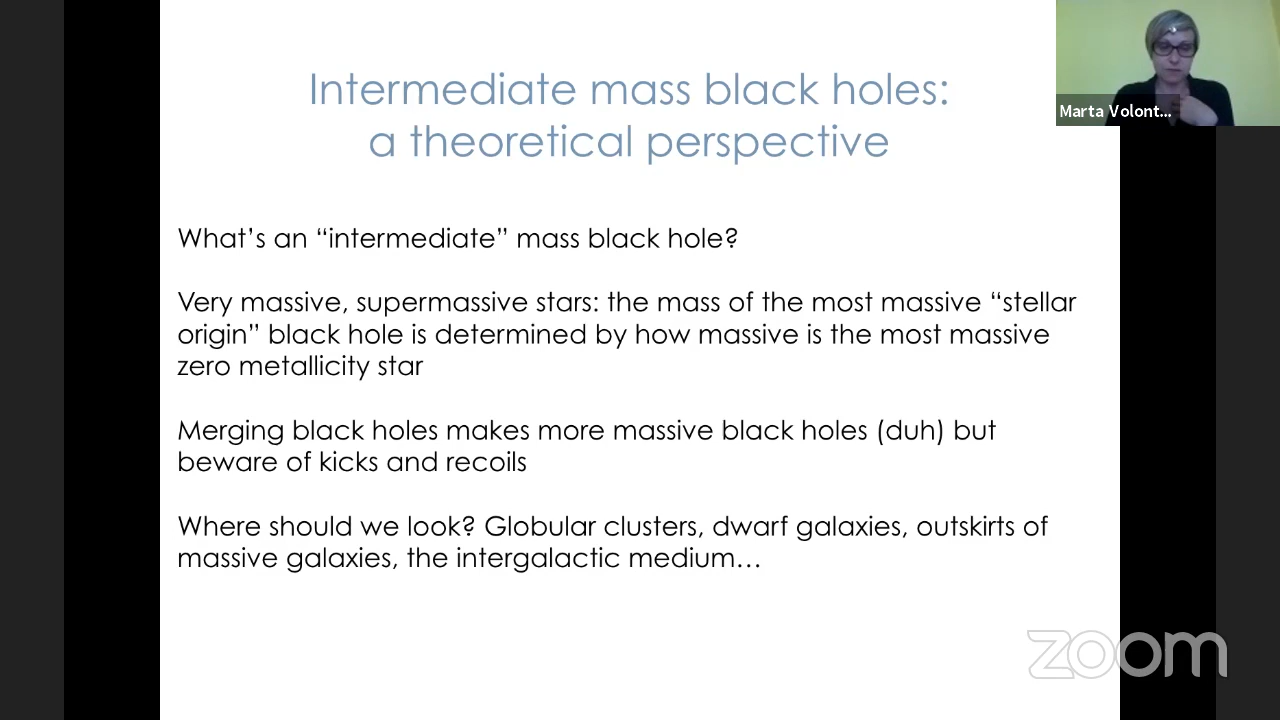 Intermediate mass black holes:
a theoretical perspective
Marta Volont...
What’s an “intermediate” mass black hole?
Very massive, supermassive stars: the mass of the most massive “stellar
origin” black hole is determined by how massive is the most massive
zero metallicity star
Merging black holes makes more massive black holes (duh) but
beware of kicks and recoils
Where should we look? Globular clusters, dwarf galaxies, outskirts of
massive galaxies, the intergalactic medium…
zoom